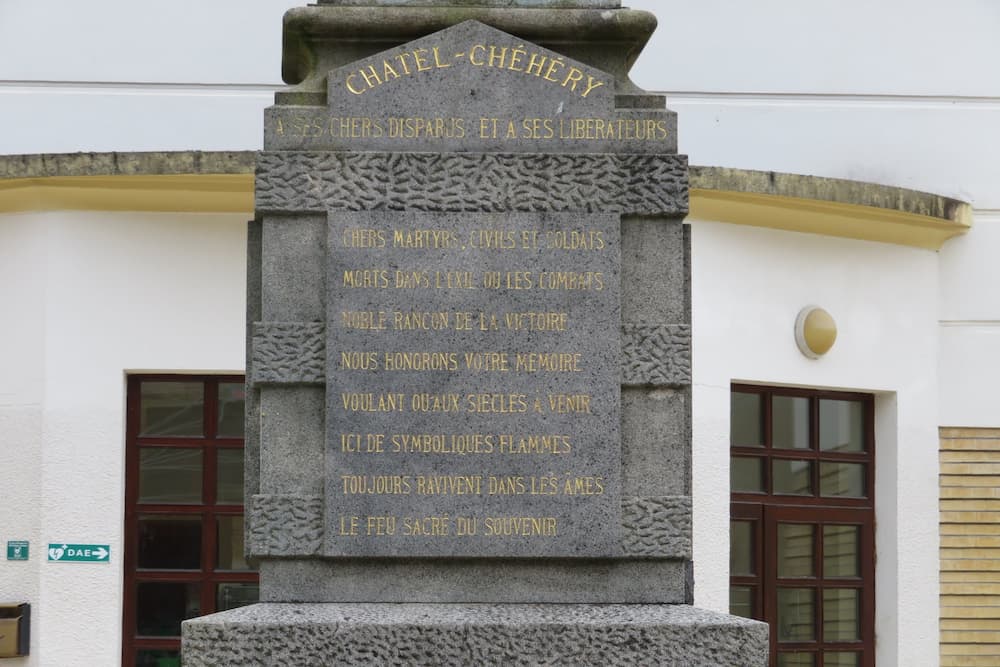 CHATEL-CHÉHÉRY
A SES CHERS DISPARUS ET A SES LIBÉRATEURS
CHERS MARTYRS, CIVILS ET SOLDATS
MORTS DANS L'EXIL OU LES COMBATS
NOBLE RANÇON DE LA VICTOIRE
NOUS HONORONS VOTRE MÉMOIRE
VOULANT QU'AUX SIÈCLES À VENIR
ICI DE SYMBOLIQUES FLAMMES
TOUJOURS RAVIVENT DANS LES ÂMES
LE FEU SACRÉ DU SOUVENIR
DAE